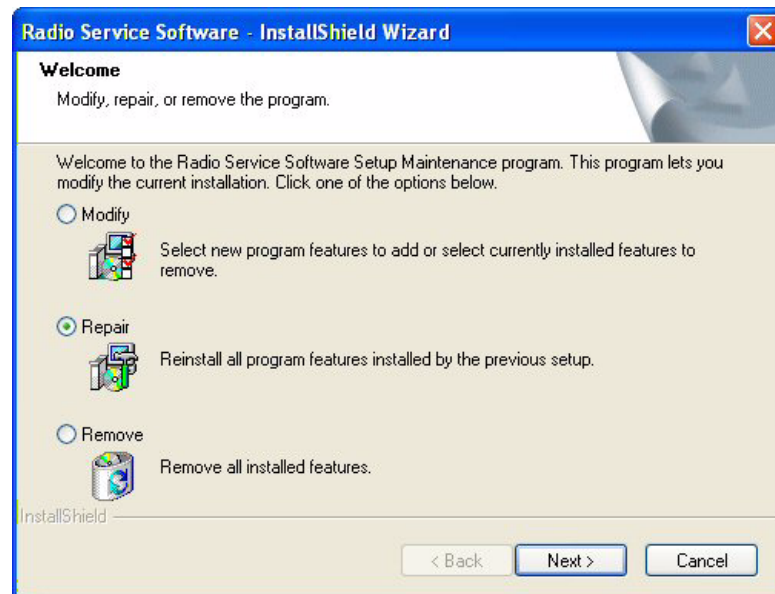 Radio Service Software - InstallShield Wizard
Welcome
Modify, repair, or remove the program.
Welcome to the Radio Service Software Setup Maintenance program. This program lets you
modify the current installation. Click one of the options below.
Modify
Select new program features to add or select currently installed features to
remove.
Repair
Reinstall all program features installed by the previous setup.
Remove
Remove all installed features.
InstallShield
< Back
Next >
Cancel